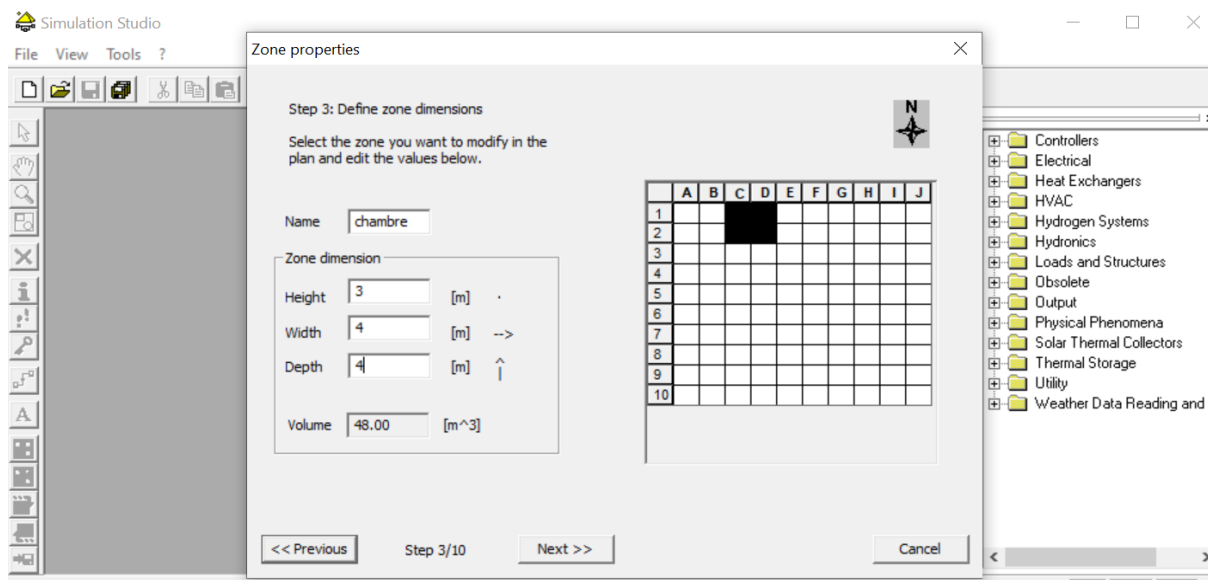 Simulation Studio
File View Tools ?
Zone properties
Step 3: Define zone dimensions
Select the zone you want to modify in the
plan and edit the values below.
N
Name chambre
Zone dimension
Height 3 [m] .
Width 4 [m] -->
Depth 4 [m] ^
|
Volume 48.00 [m^3]
A B C D E F G H I J
1
2
3
4
5
6
7
8
9
10
<< Previous Step 3/10 Next >> Cancel
Controllers
Electrical
Heat Exchangers
HVAC
Hydrogen Systems
Hydronics
Loads and Structures
Obsolete
Output
Physical Phenomena
Solar Thermal Collectors
Thermal Storage
Utility
Weather Data Reading and
A